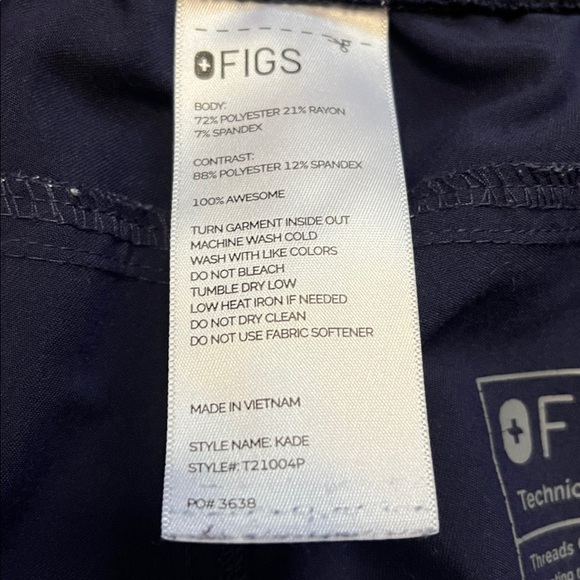 FIGS
BODY:
72% POLYESTER 21% RAYON
7% SPANDEX
CONTRAST:
88% POLYESTER 12% SPANDEX
100% AWESOME
TURN GARMENT INSIDE OUT
MACHINE WASH COLD
WASH WITH LIKE COLORS
DO NOT BLEACH
TUMBLE DRY LOW
LOW HEAT IRON IF NEEDED
DO NOT DRY CLEAN
DO NOT USE FABRIC SOFTENER
MADE IN VIETNAM
STYLE NAME: KADE
STYLE#: T21004P
PO# 3638
F
Technic
Threads